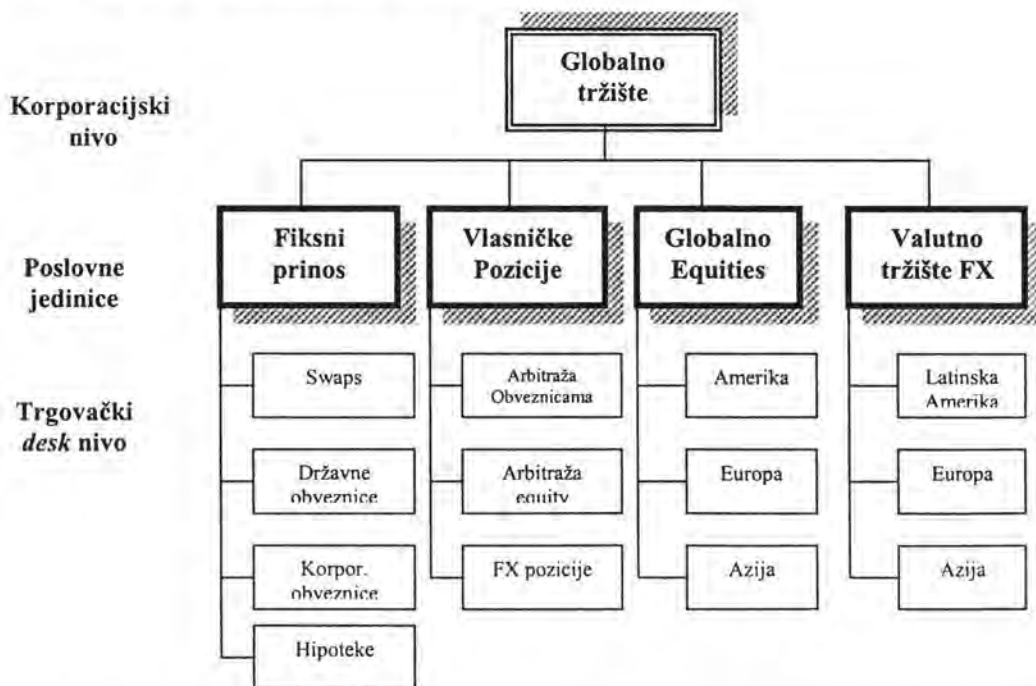 Globalno
tržište
Korporacijski
nivo
Fiksni
prinos
Vlasničke
Pozicije
Globalno
Equities
Valutno
tržište FX
Poslovne
jedinice
Swaps
Arbitraža
Obveznicama
Amerika
Latinska
Amerika
Trgovački
desk nivo
Državne
obveznice
Arbitraža
equity
Europa
Europa
Korpor.
obveznice
FX pozicije
Azija
Azija
Hipoteke